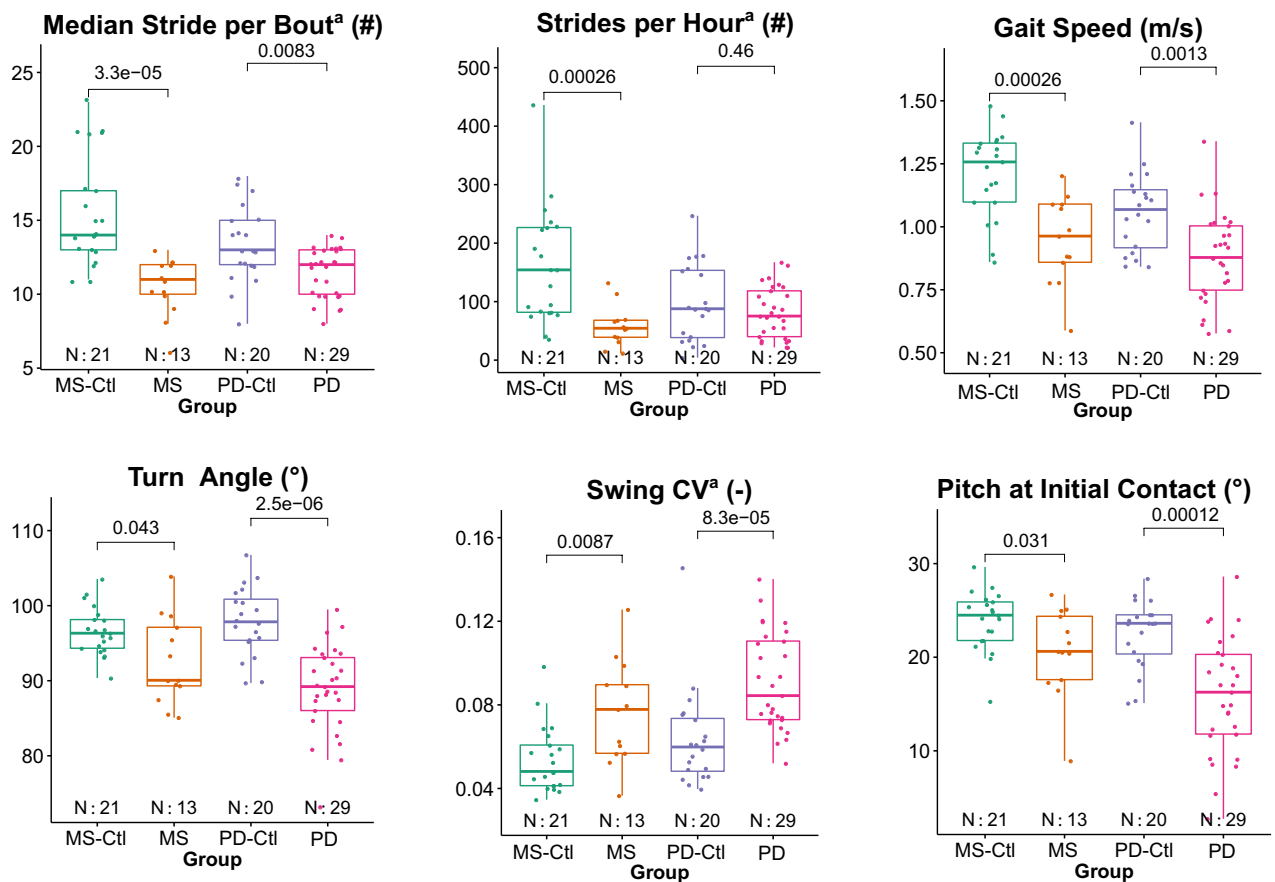 Median Stride per Boutᵃ (#)
3.3e−05
0.0083
25
20
15
10
5
N : 21
N : 13
N : 20
N : 29
MS-Ctl
MS
PD-Ctl
PD
Group
Strides per Hourᵃ (#)
0.00026
0.46
500
400
300
200
100
0
N : 21
N : 13
N : 20
N : 29
MS-Ctl
MS
PD-Ctl
PD
Group
Gait Speed (m/s)
0.00026
0.0013
1.50
1.25
1.00
0.75
0.50
N : 21
N : 13
N : 20
N : 29
MS-Ctl
MS
PD-Ctl
PD
Group
Turn Angle (°)
0.043
2.5e−06
110
100
90
80
N : 21
N : 13
N : 20
N : 29
MS-Ctl
MS
PD-Ctl
PD
Group
Swing CVᵃ (-)
0.0087
8.3e−05
0.16
0.12
0.08
0.04
N : 21
N : 13
N : 20
N : 29
MS-Ctl
MS
PD-Ctl
PD
Group
Pitch at Initial Contact (°)
0.031
0.00012
30
20
10
N : 21
N : 13
N : 20
N : 29
MS-Ctl
MS
PD-Ctl
PD
Group